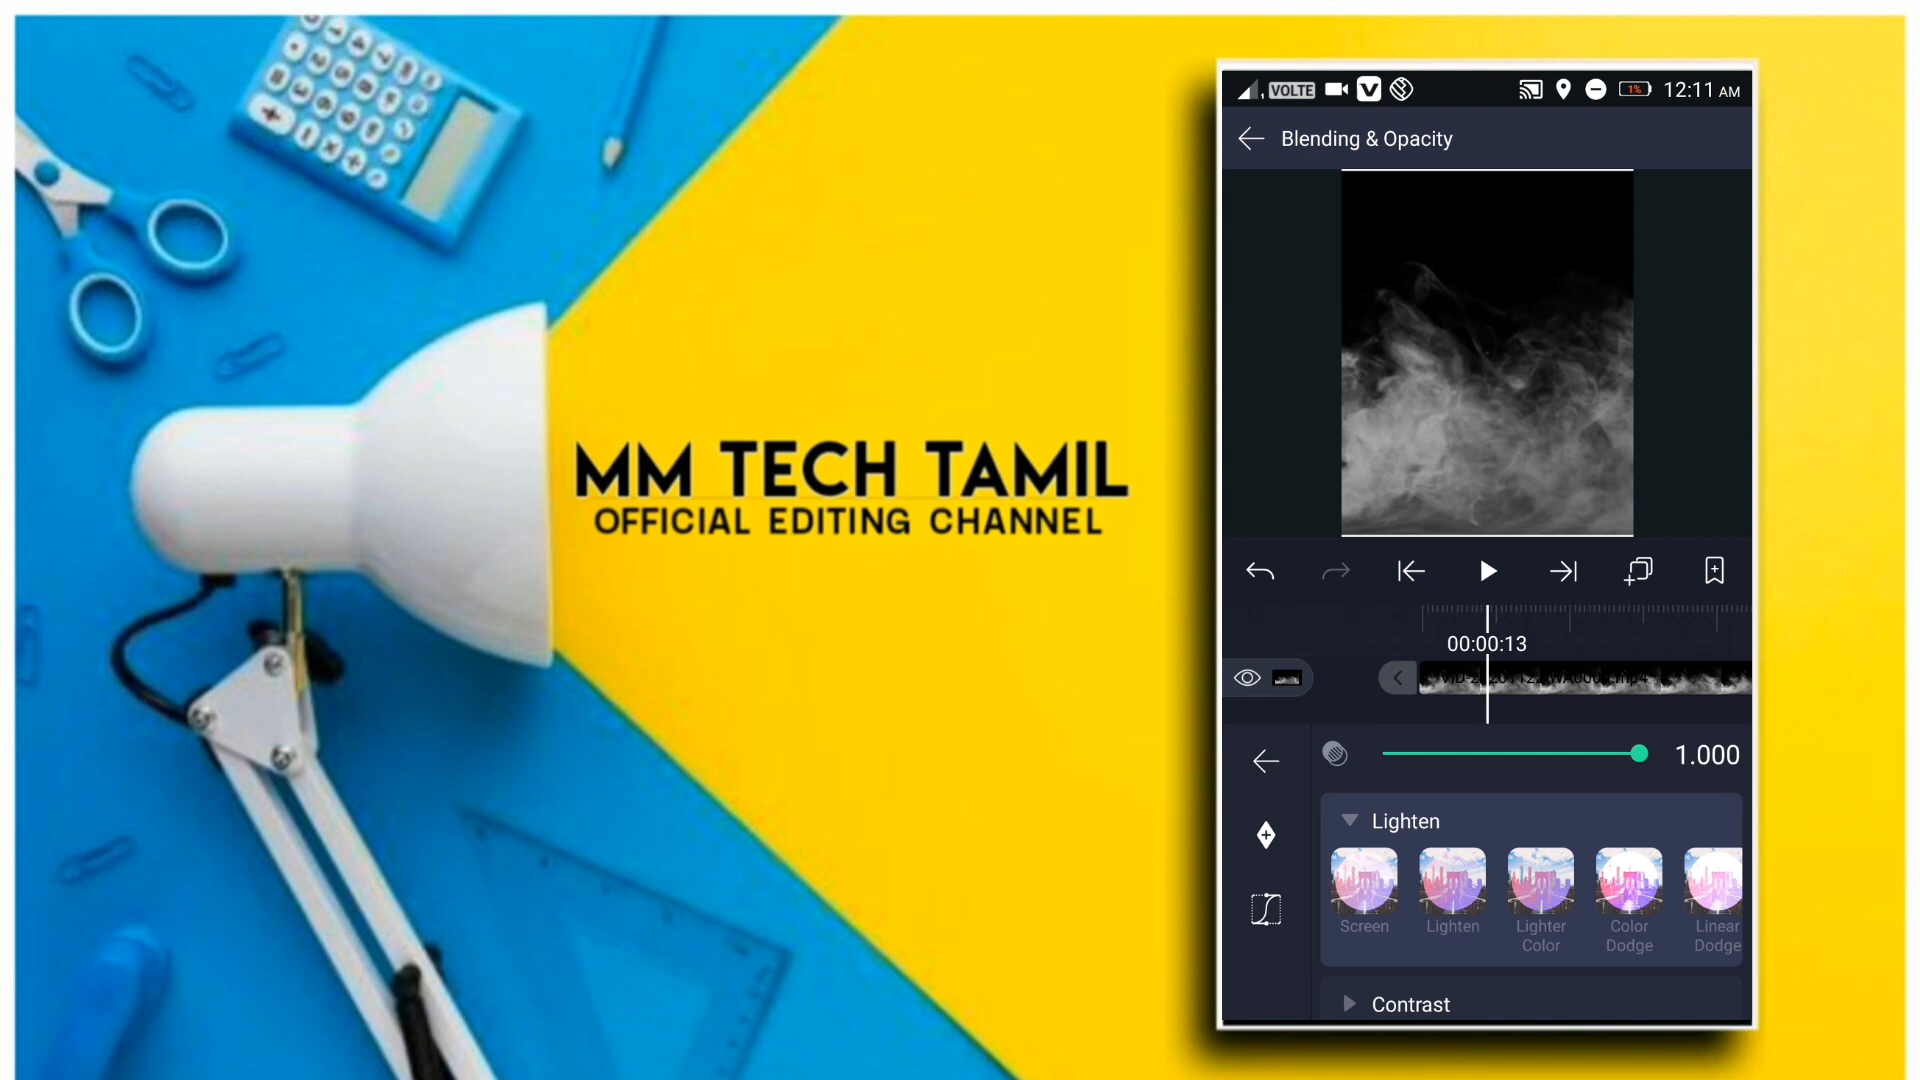 MM TECH TAMIL
OFFICIAL EDITING CHANNEL
VOLTE
1%
12:11 AM
Blending & Opacity
00:00:13
1.000
Lighten
Screen
Lighten
Lighter
Color
Color
Dodge
Linear
Dodge
Contrast